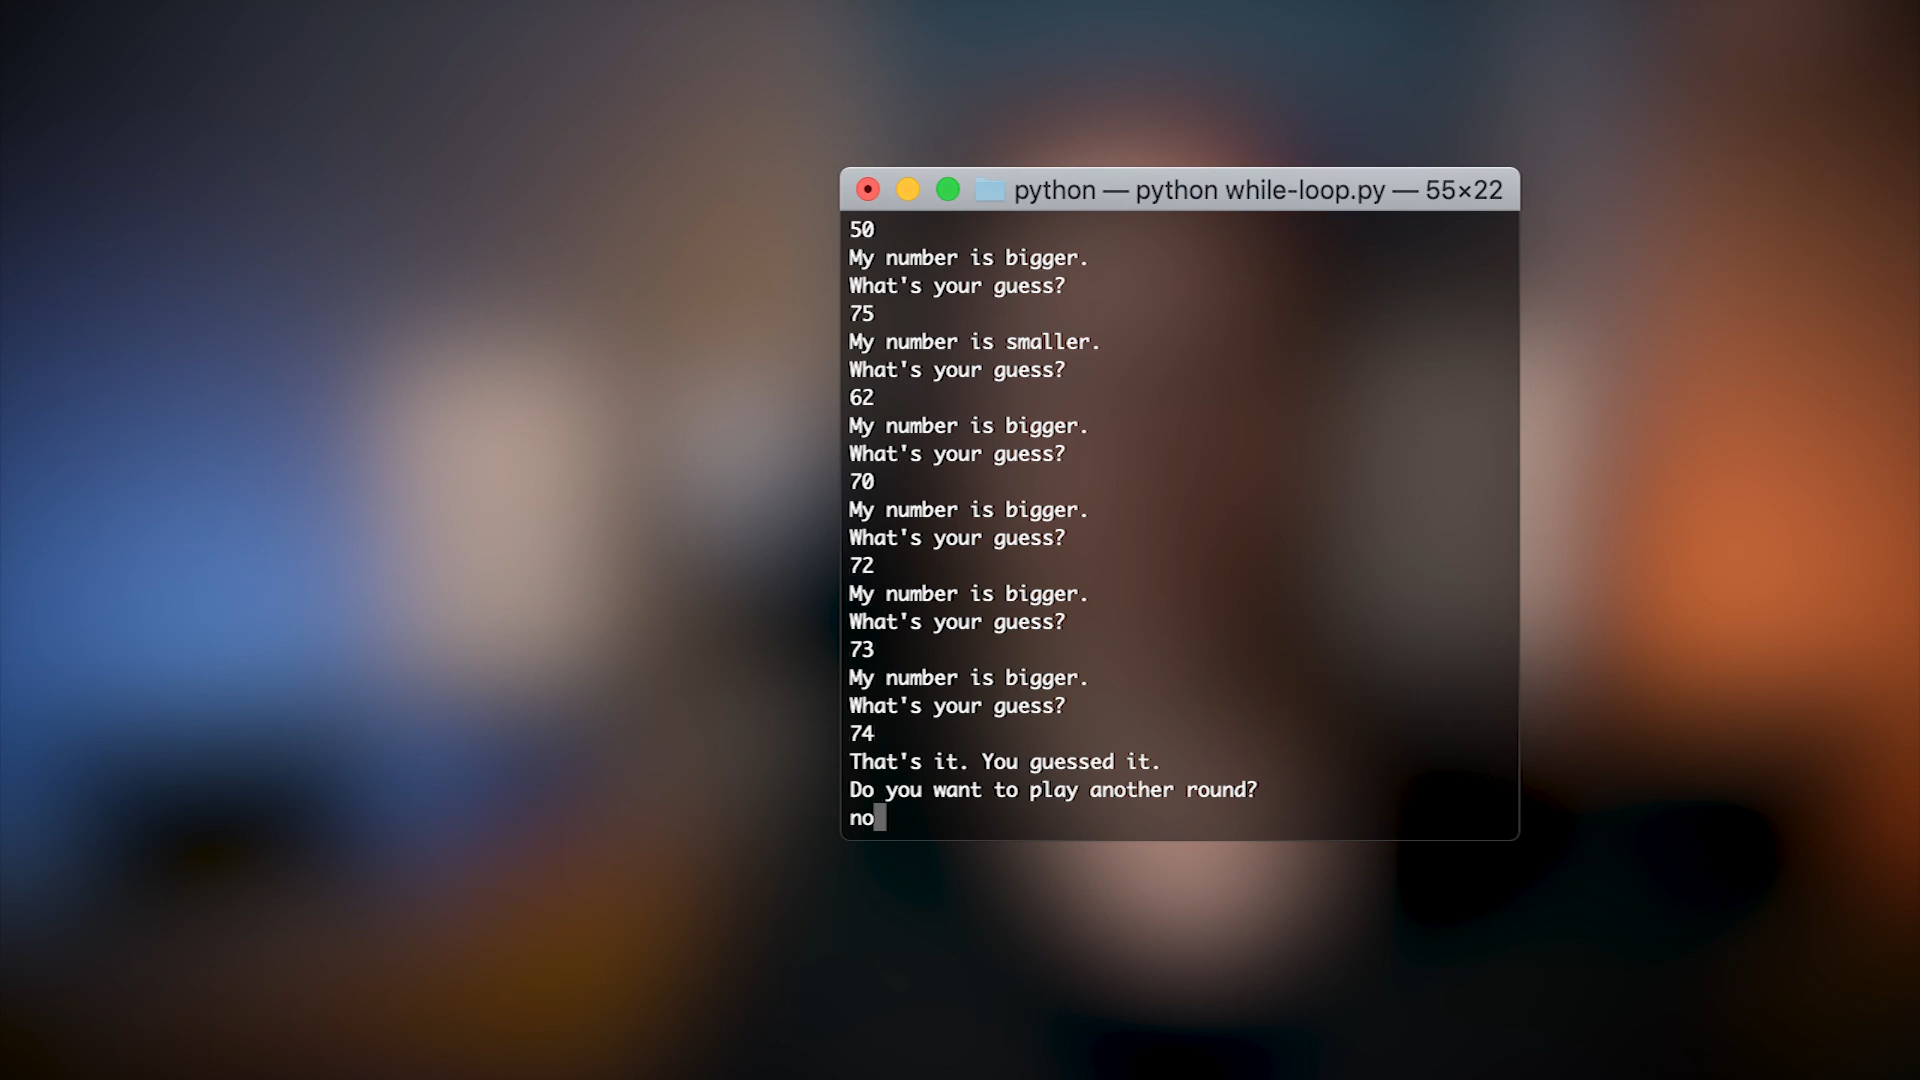 python — python while-loop.py — 55×22
50
My number is bigger.
What's your guess?
75
My number is smaller.
What's your guess?
62
My number is bigger.
What's your guess?
70
My number is bigger.
What's your guess?
72
My number is bigger.
What's your guess?
73
My number is bigger.
What's your guess?
74
That's it. You guessed it.
Do you want to play another round?
no